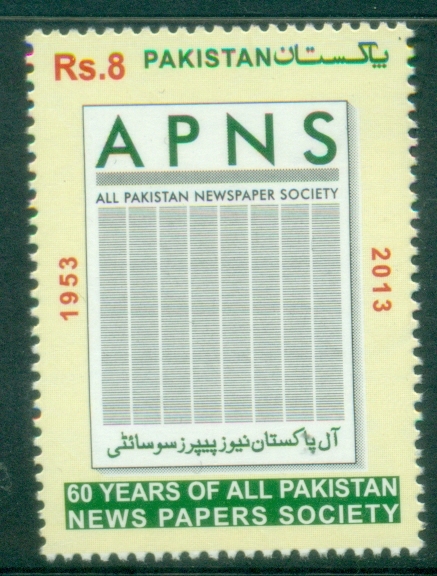 Rs.8 PAKISTAN پاکستان
APNS
ALL PAKISTAN NEWSPAPER SOCIETY
1953
2013
آل پاکستان نیوز پیپرز سوسائٹی
60 YEARS OF ALL PAKISTAN
NEWS PAPERS SOCIETY